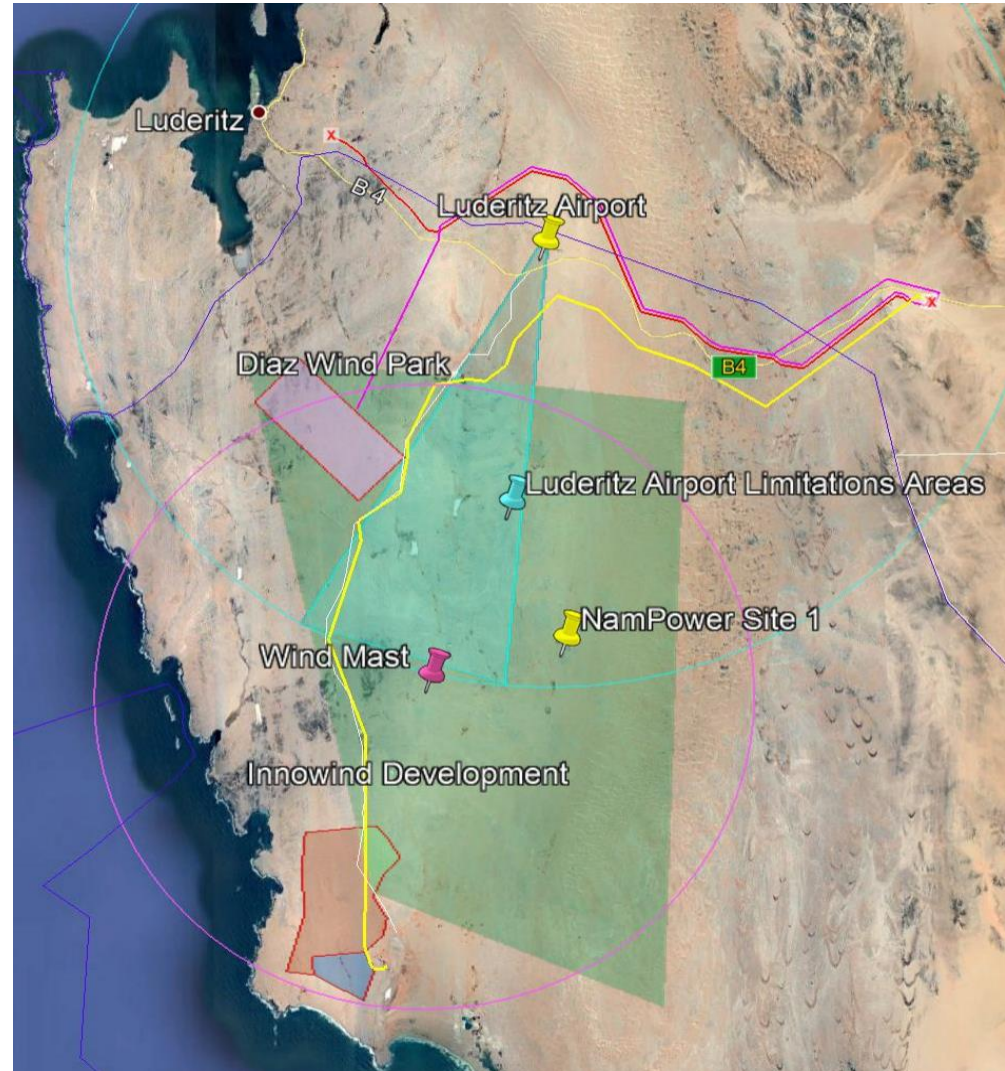 Luderitz
x
B 4
Luderitz Airport
x
Diaz Wind Park
B4
Luderitz Airport Limitations Areas
NamPower Site 1
Wind Mast
Innowind Development